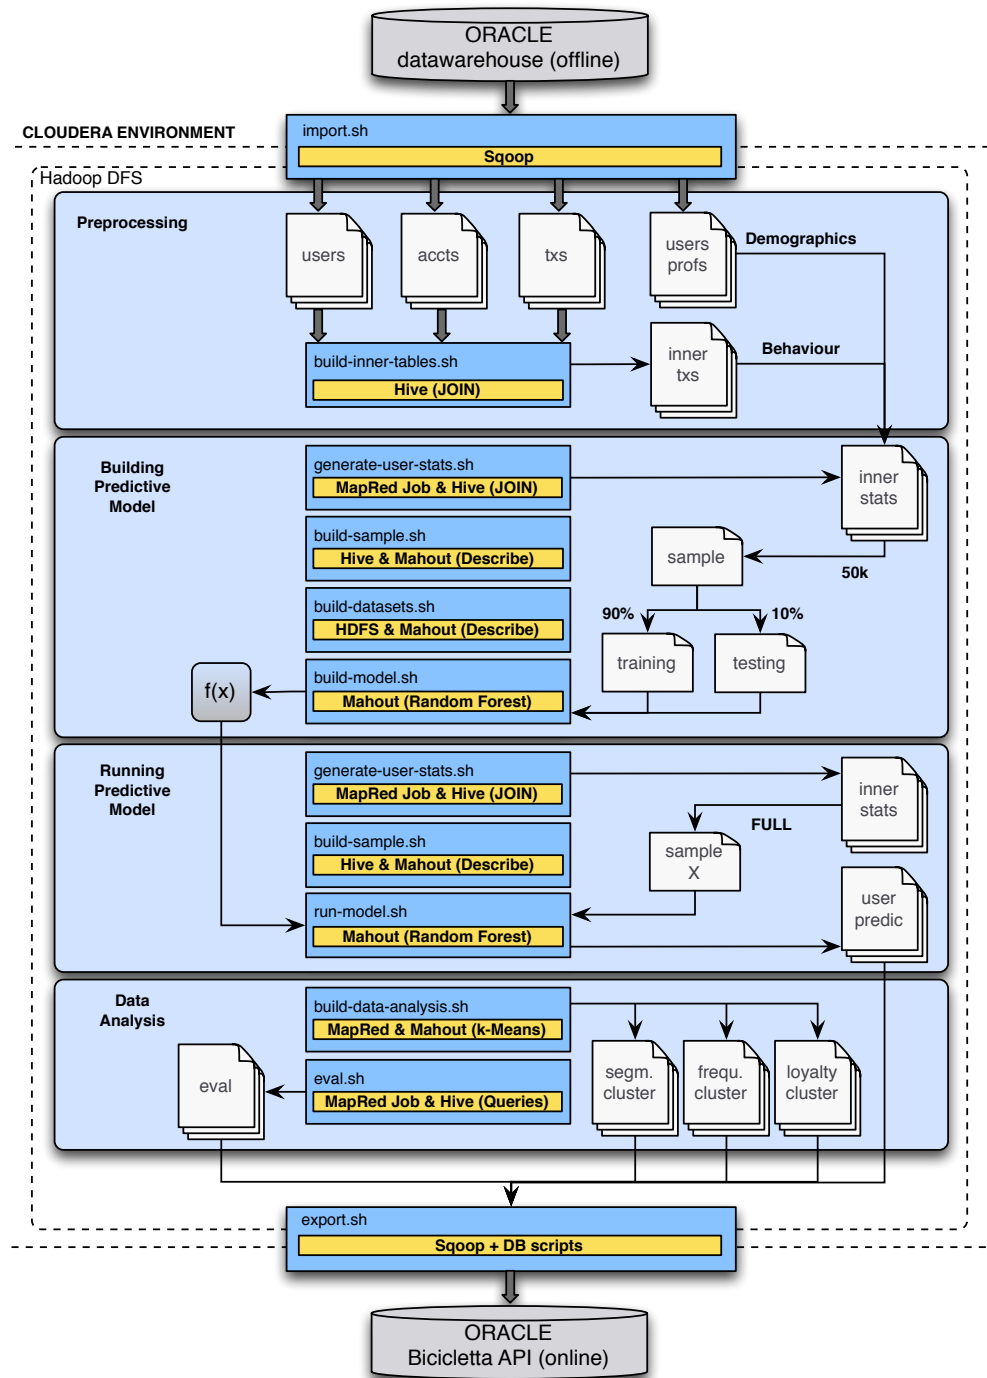 ORACLE
datawarehouse (offline)
CLOUDERA ENVIRONMENT
import.sh
Sqoop
Hadoop DFS
Preprocessing
users
accts
txs
users
profs
Demographics
build-inner-tables.sh
Hive (JOIN)
inner
txs
Behaviour
Building
Predictive
Model
generate-user-stats.sh
MapRed Job & Hive (JOIN)
inner
stats
build-sample.sh
Hive & Mahout (Describe)
sample
50k
build-datasets.sh
HDFS & Mahout (Describe)
90%
10%
training
testing
build-model.sh
Mahout (Random Forest)
f(x)
Running
Predictive
Model
generate-user-stats.sh
MapRed Job & Hive (JOIN)
inner
stats
FULL
build-sample.sh
Hive & Mahout (Describe)
sample
X
run-model.sh
Mahout (Random Forest)
user
predic
Data
Analysis
build-data-analysis.sh
MapRed & Mahout (k-Means)
segm.
cluster
frequ.
cluster
loyalty
cluster
eval
eval.sh
MapRed Job & Hive (Queries)
export.sh
Sqoop + DB scripts
ORACLE
Bicicletta API (online)